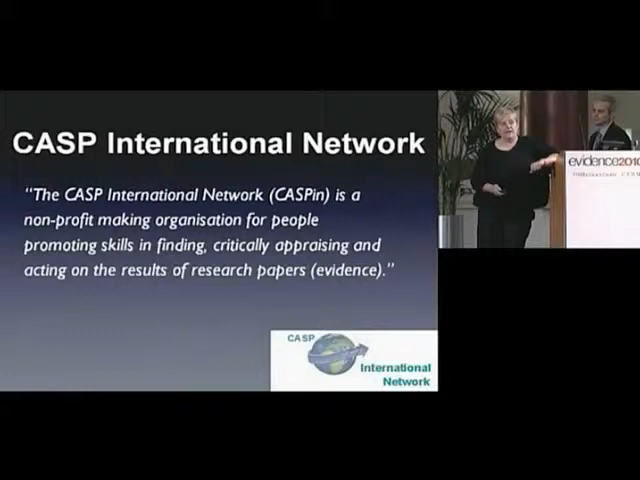 CASP International Network
“The CASP International Network (CASPin) is a
non-profit making organisation for people
promoting skills in finding, critically appraising and
acting on the results of research papers (evidence).”
CASP
International
Network
evidence2010